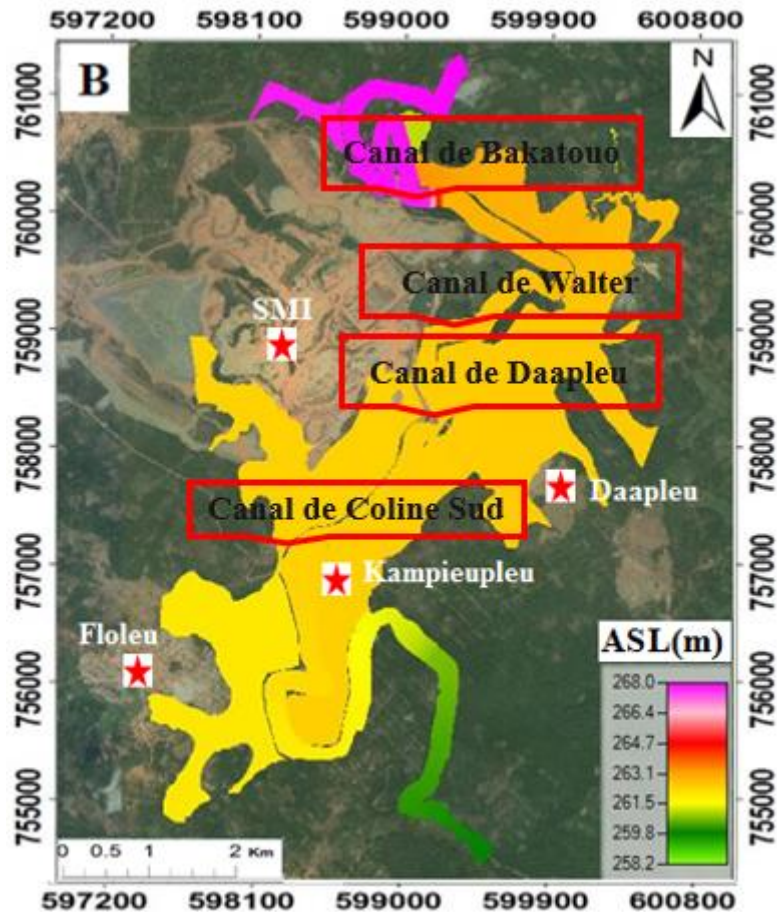 597200 598100 599000 599900 600800
B
N
761000 761000
Canal de Bakatouo
760000 760000
Canal de Walter
SMI
759000 759000
Canal de Daapleu
758000 758000
Daapleu
Canal de Coline Sud
757000 757000
Kampieupleu
Floleu
ASL(m)
268.0
266.4
264.7
263.1
261.5
259.8
258.2
756000 756000
755000 755000
0 0.5 1 2 Km
597200 598100 599000 599900 600800